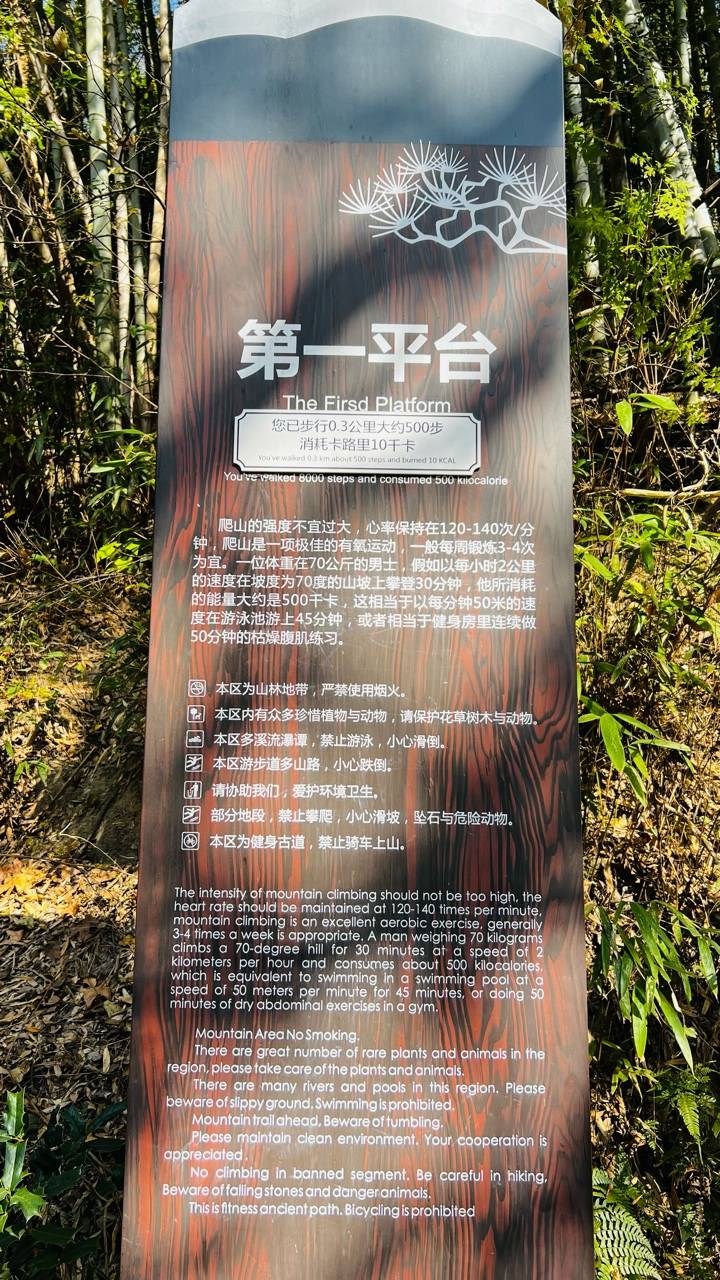 第一平台
The Firsd Platform
您已步行0.3公里大约500步
消耗卡路里10千卡
You've walked 0.3 km about 500 steps and burned 10 KCAL
You've walked 8000 steps and consumed 500 kilocalorie
爬山的强度不宜过大，心率保持在120-140次/分
钟，爬山是一项极佳的有氧运动，一般每周锻炼3-4次
为宜。一位体重在70公斤的男士，假如以每小时2公里
的速度在坡度为70度的山坡上攀登30分钟，他所消耗
的能量大约是500千卡，这相当于以每分钟50米的速
度在游泳池游上45分钟，或者相当于健身房里连续做
50分钟的枯燥腹肌练习。
本区为山林地带，严禁使用烟火。
本区内有众多珍惜植物与动物，请保护花草树木与动物。
本区多溪流瀑谭，禁止游泳，小心滑倒。
本区游步道多山路，小心跌倒。
请协助我们，爱护环境卫生。
部分地段，禁止攀爬，小心滑坡，坠石与危险动物。
本区为健身古道，禁止骑车上山。
The intensity of mountain climbing should not be too high, the
heart rate should be maintained at 120-140 times per minute,
mountain climbing is an excellent aerobic exercise, generally
3-4 times a week is appropriate. A man weighing 70 kilograms
climbs a 70-degree hill for 30 minutes at a speed of 2
kilometers per hour and consumes about 500 kilocalories,
which is equivalent to swimming in a swimming pool at a
speed of 50 meters per minute for 45 minutes, or doing 50
minutes of dry abdominal exercises in a gym.
Mountain Area No Smoking.
There are great number of rare plants and animals in the
region, please take care of the plants and animals.
There are many rivers and pools in this region. Please
beware of slippy ground. Swimming is prohibited.
Mountain trail ahead, Beware of tumbling.
Please maintain clean environment. Your cooperation is
appreciated.
No climbing in banned segment. Be careful in hiking,
Beware of falling stones and danger animals.
This is fitness ancient path. Bicycling is prohibited